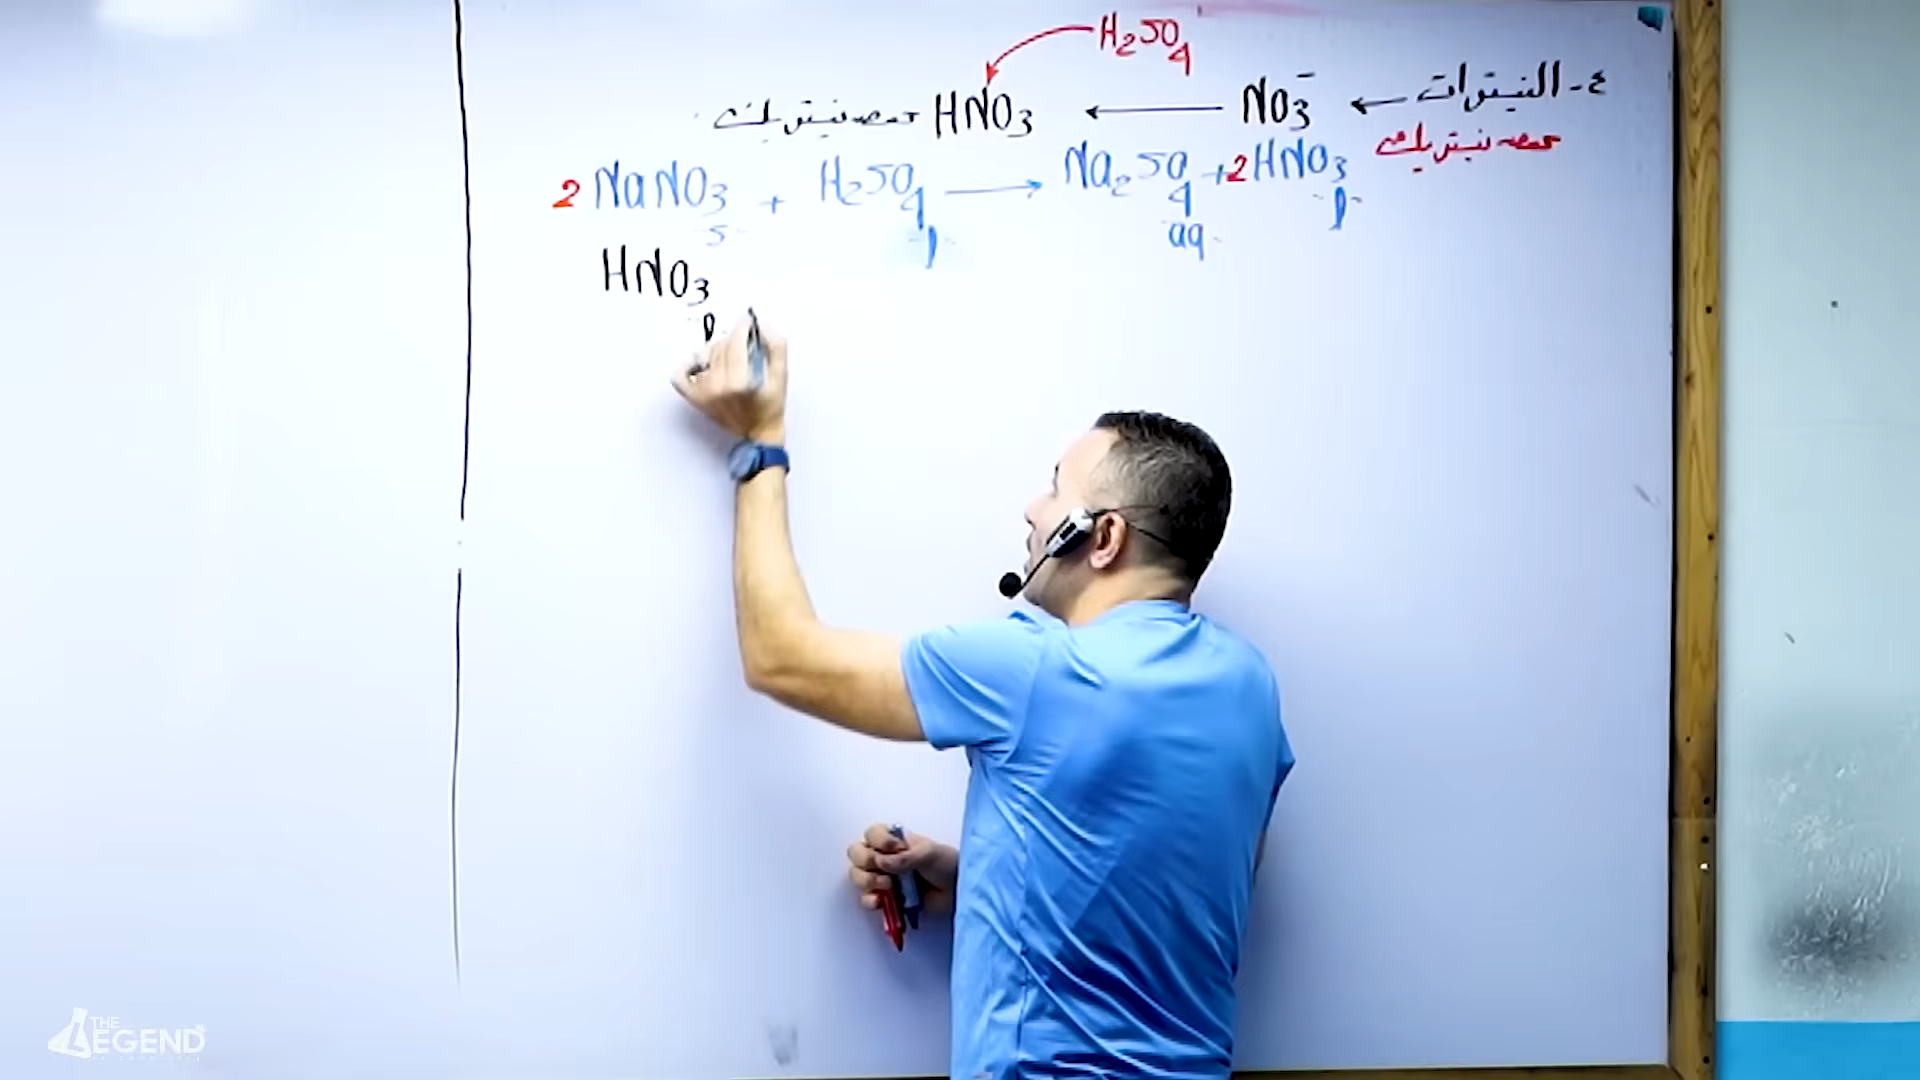 H₂SO₄
٤- النيترات ← NO₃⁻ ← HNO₃ حمض نيتريك
حمض نيتريك
2 NaNO₃ + H₂SO₄ → Na₂SO₄ + 2HNO₃
s l aq l
HNO₃
l
THE
LEGEND